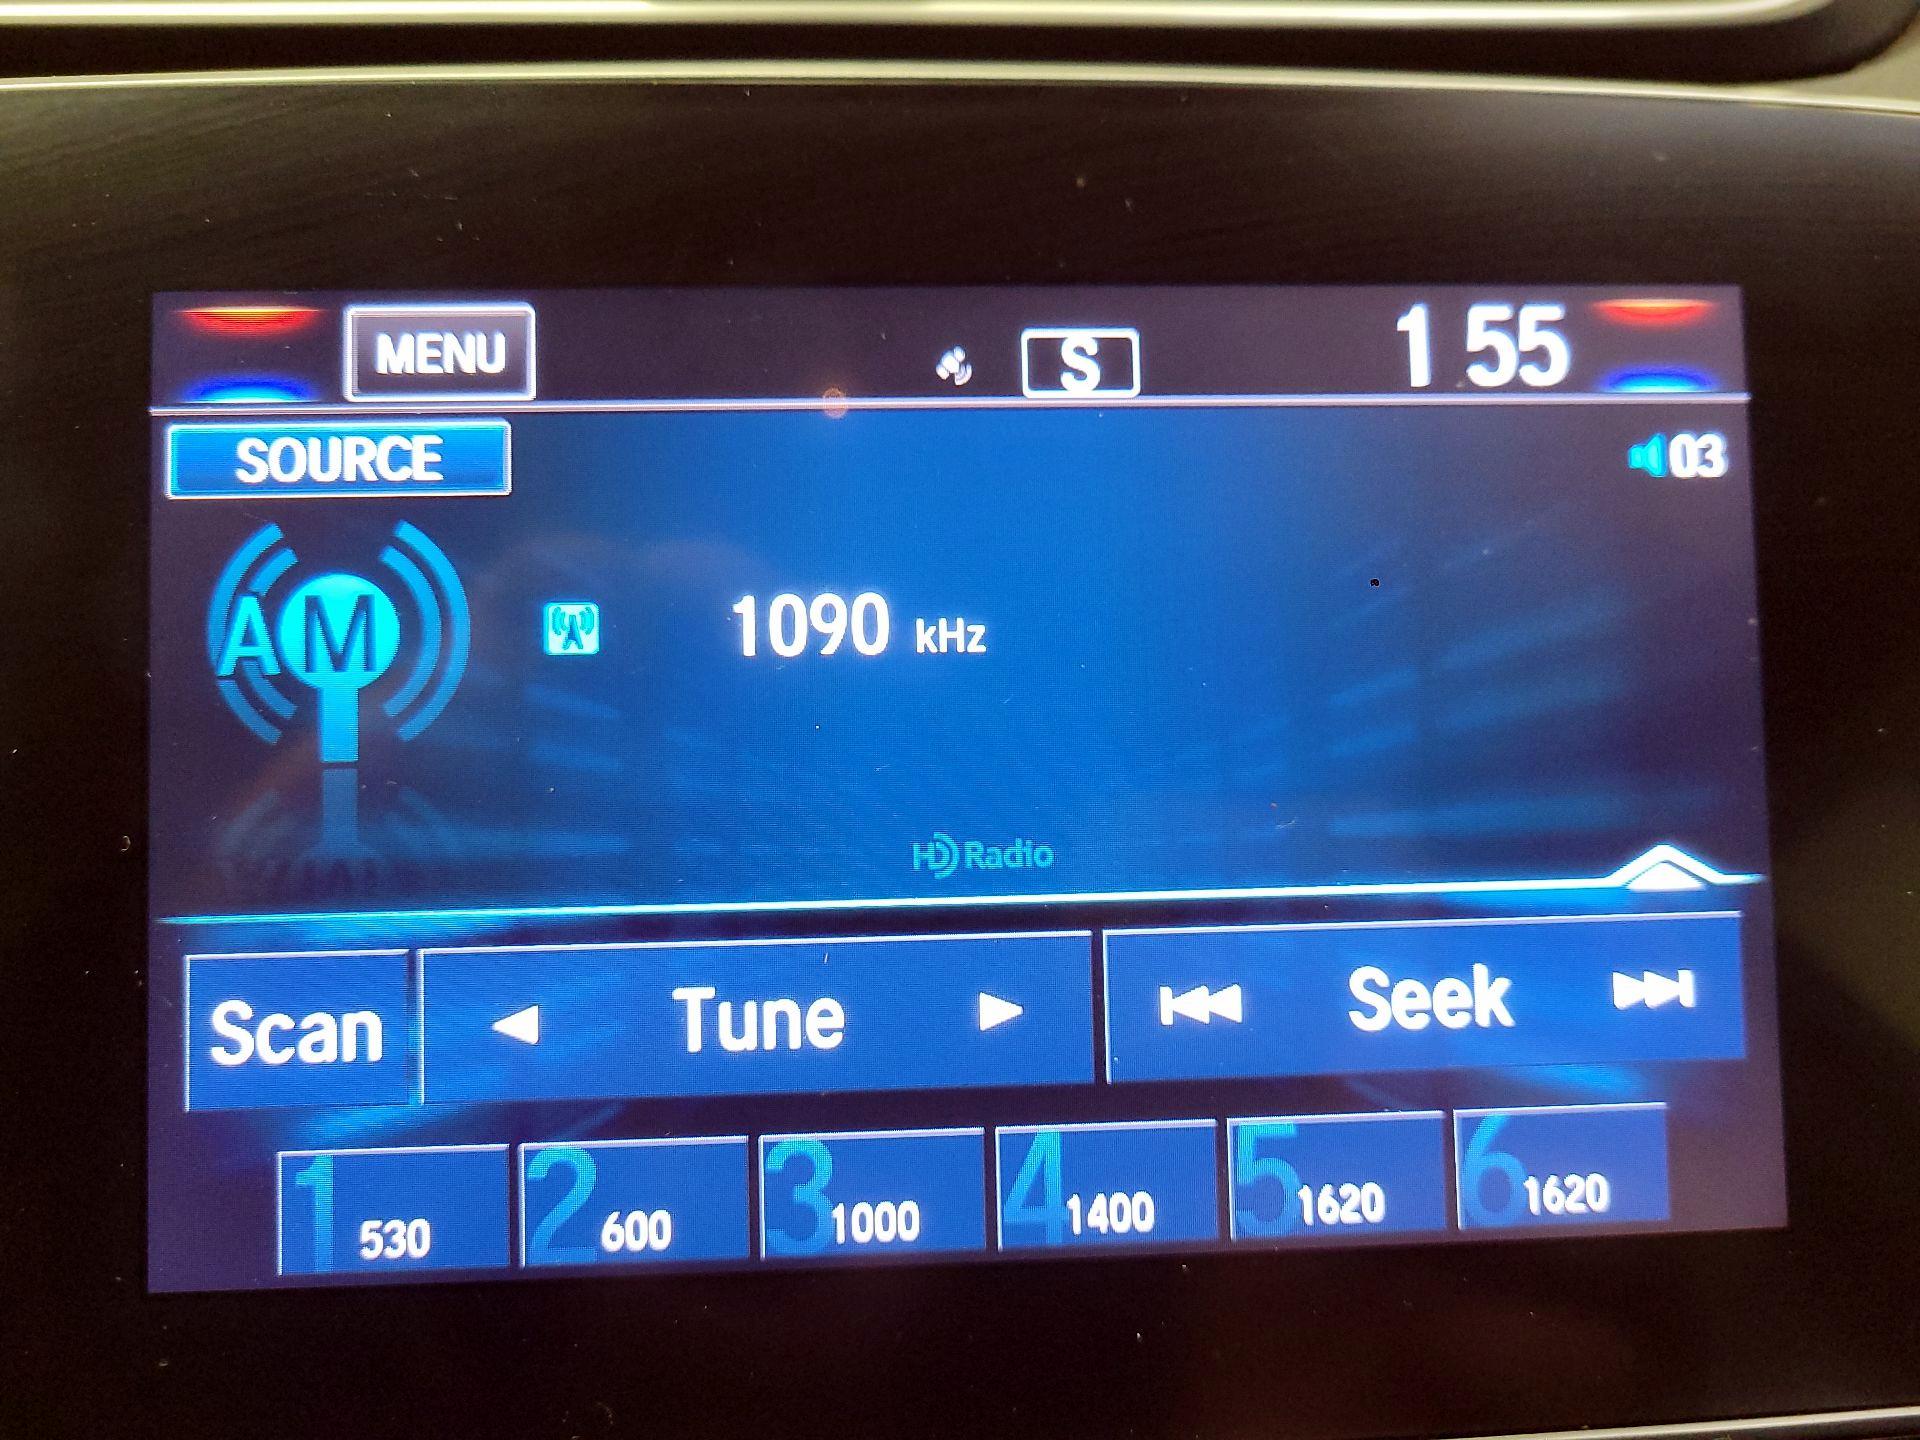 MENU S 1 55
SOURCE 03
AM 1090 kHz
HD Radio
Scan Tune Seek
1 530 2 600 3 1000 4 1400 5 1620 6 1620